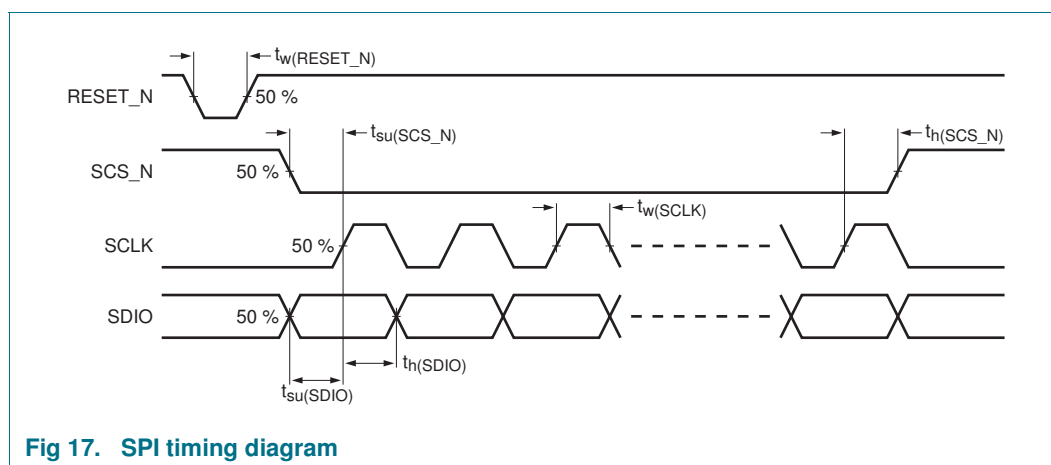 tw(RESET_N)
RESET_N
50 %
tsu(SCS_N)
th(SCS_N)
SCS_N
50 %
tw(SCLK)
SCLK
50 %
SDIO
50 %
th(SDIO)
tsu(SDIO)
Fig 17. SPI timing diagram